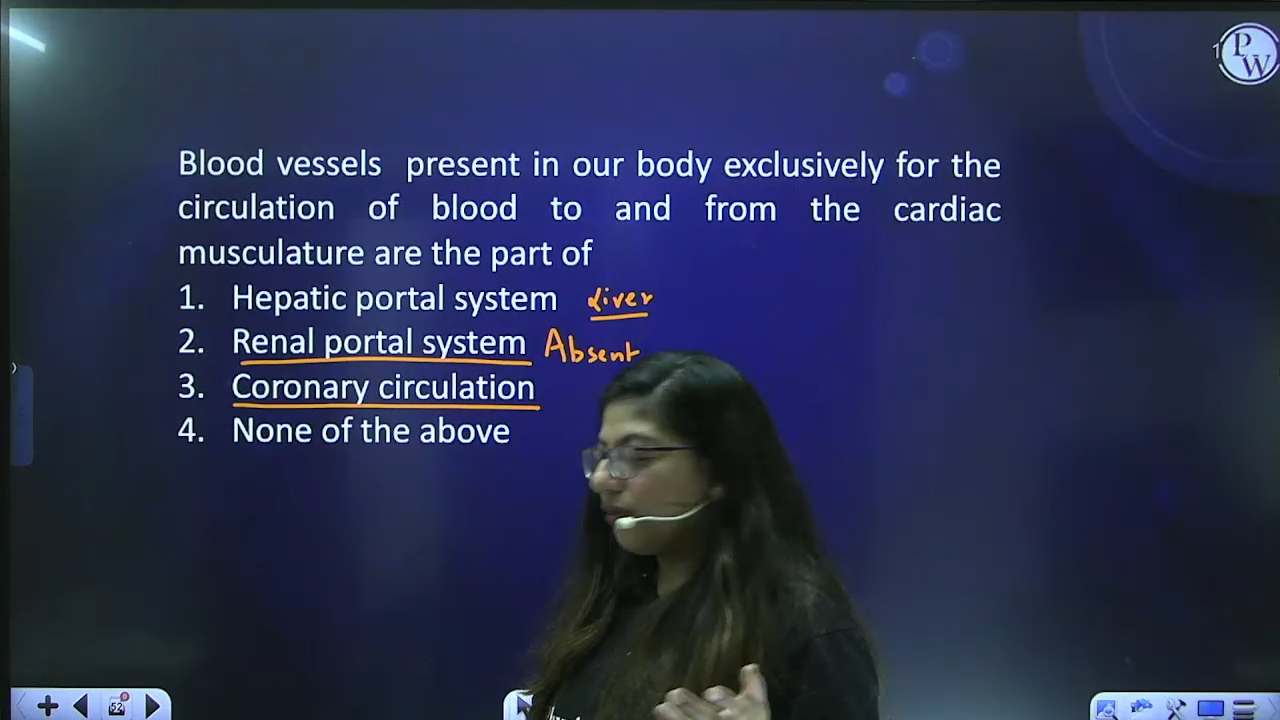 PW
Blood vessels present in our body exclusively for the
circulation of blood to and from the cardiac
musculature are the part of
1. Hepatic portal system Liver
2. Renal portal system Absent
3. Coronary circulation
4. None of the above
52